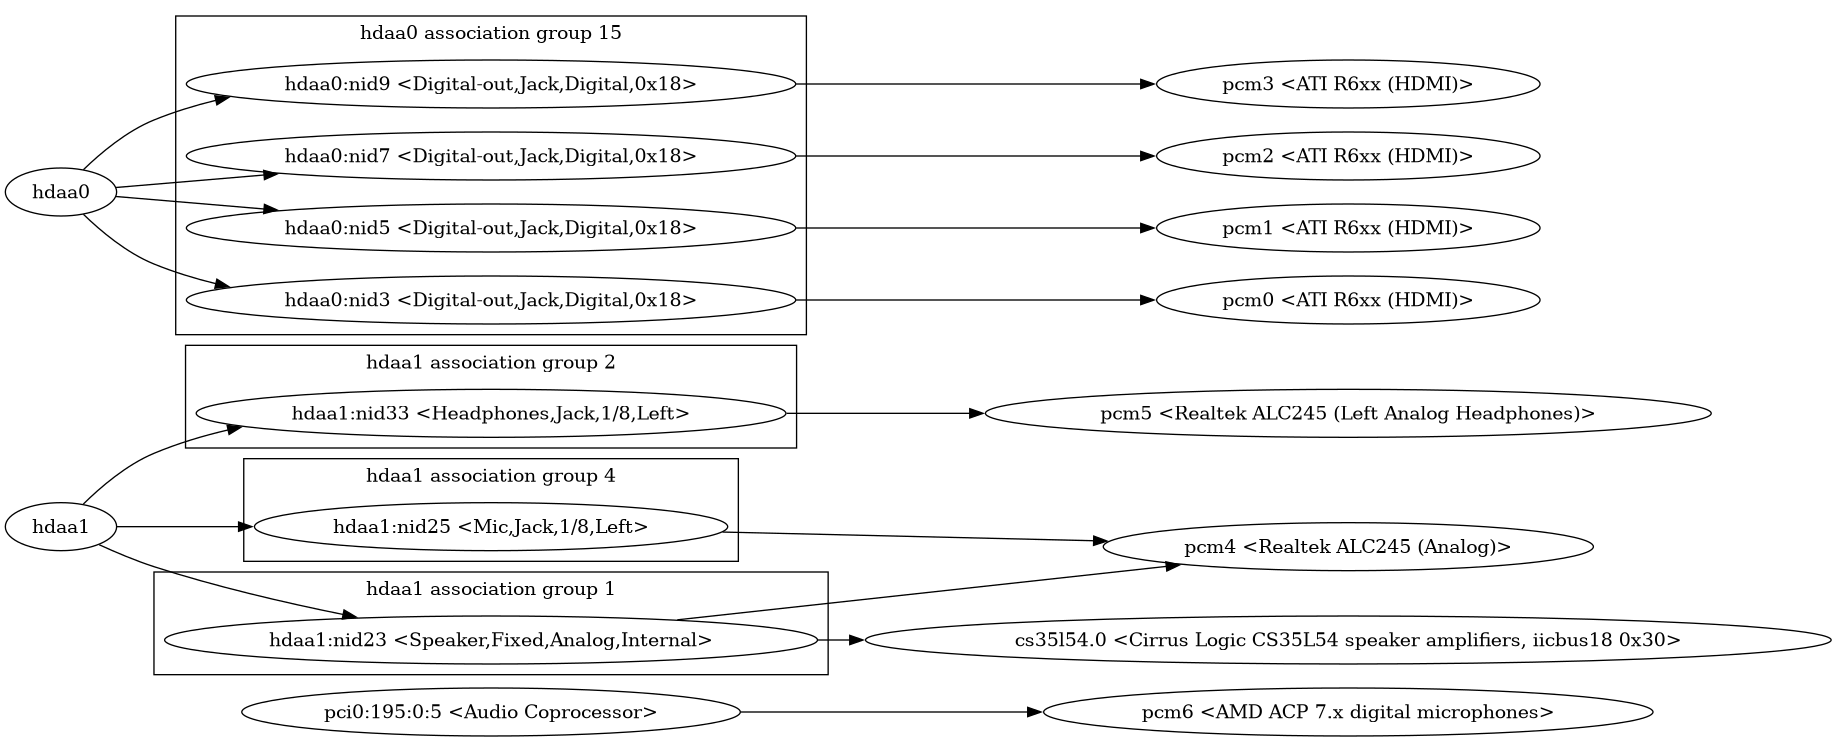 hdaa0 association group 15
hdaa0:nid9 <Digital-out,Jack,Digital,0x18>
pcm3 <ATI R6xx (HDMI)>
hdaa0:nid7 <Digital-out,Jack,Digital,0x18>
pcm2 <ATI R6xx (HDMI)>
hdaa0
hdaa0:nid5 <Digital-out,Jack,Digital,0x18>
pcm1 <ATI R6xx (HDMI)>
hdaa0:nid3 <Digital-out,Jack,Digital,0x18>
pcm0 <ATI R6xx (HDMI)>
hdaa1 association group 2
hdaa1:nid33 <Headphones,Jack,1/8,Left>
pcm5 <Realtek ALC245 (Left Analog Headphones)>
hdaa1 association group 4
hdaa1
hdaa1:nid25 <Mic,Jack,1/8,Left>
pcm4 <Realtek ALC245 (Analog)>
hdaa1 association group 1
hdaa1:nid23 <Speaker,Fixed,Analog,Internal>
cs35l54.0 <Cirrus Logic CS35L54 speaker amplifiers, iicbus18 0x30>
pci0:195:0:5 <Audio Coprocessor>
pcm6 <AMD ACP 7.x digital microphones>